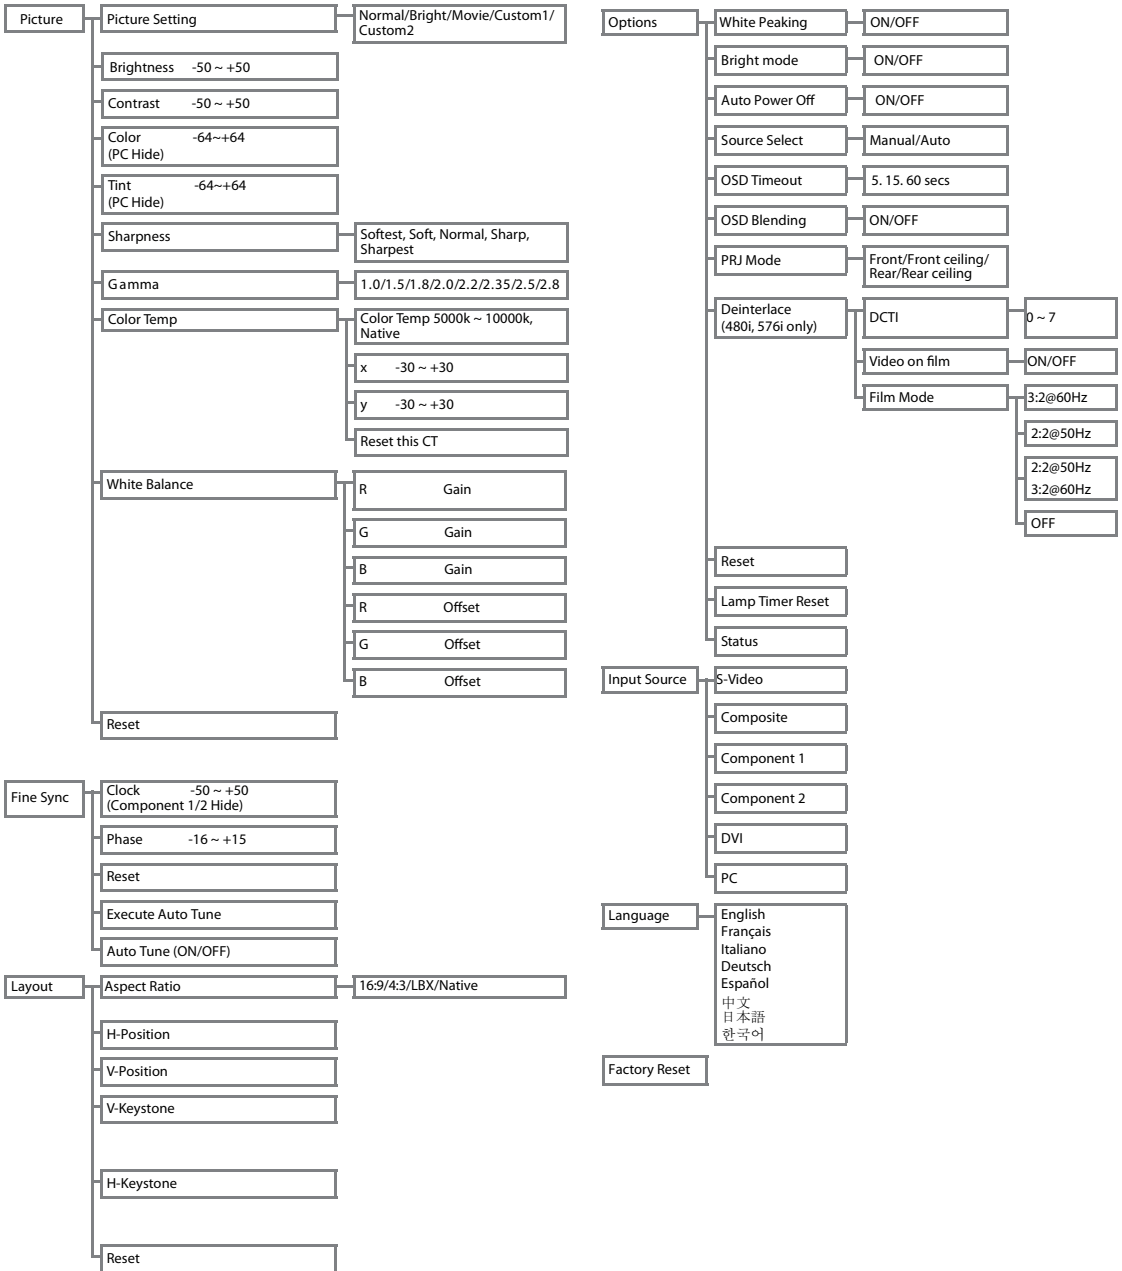 Picture
Picture Setting
Normal/Bright/Movie/Custom1/
Custom2
Brightness -50 ~ +50
Contrast -50 ~ +50
Color -64~+64
(PC Hide)
Tint -64~+64
(PC Hide)
Sharpness
Softest, Soft, Normal, Sharp,
Sharpest
Gamma
1.0/1.5/1.8/2.0/2.2/2.35/2.5/2.8
Color Temp
Color Temp 5000k ~ 10000k,
Native
x -30 ~ +30
y -30 ~ +30
Reset this CT
White Balance
R Gain
G Gain
B Gain
R Offset
G Offset
B Offset
Reset
Fine Sync
Clock -50 ~ +50
(Component 1/2 Hide)
Phase -16 ~ +15
Reset
Execute Auto Tune
Auto Tune (ON/OFF)
Layout
Aspect Ratio
16:9/4:3/LBX/Native
H-Position
V-Position
V-Keystone
H-Keystone
Reset
Options
White Peaking
ON/OFF
Bright mode
ON/OFF
Auto Power Off
ON/OFF
Source Select
Manual/Auto
OSD Timeout
5. 15. 60 secs
OSD Blending
ON/OFF
PRJ Mode
Front/Front ceiling/
Rear/Rear ceiling
Deinterlace
(480i, 576i only)
DCTI
0 ~ 7
Video on film
ON/OFF
Film Mode
3:2@60Hz
2:2@50Hz
2:2@50Hz
3:2@60Hz
OFF
Reset
Lamp Timer Reset
Status
Input Source
S-Video
Composite
Component 1
Component 2
DVI
PC
Language
English
Français
Italiano
Deutsch
Español
中文
日本語
한국어
Factory Reset